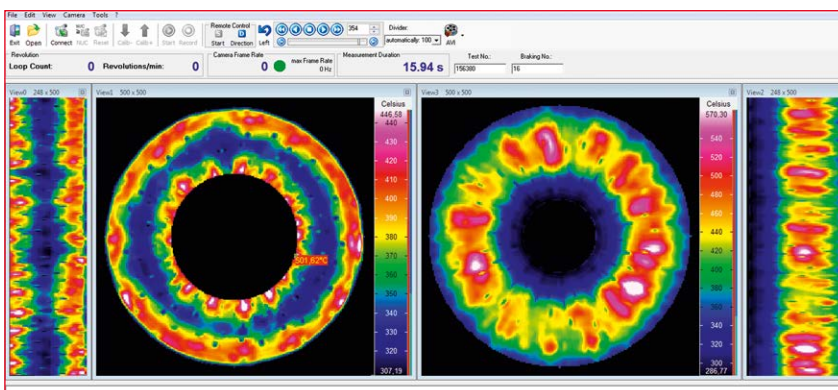 File Edit View Camera Tools ?
Exit Open Connect NUC Reset Calib- Calib+ Start Record
Remote Control
Start Direction Left
354
Divider:
automatically: 100
AVI
Revolution
Loop Count: 0 Revolutions/min: 0
Camera Frame Rate
0 max Frame Rate
0 Hz
Measurement Duration
15.94 s
Test No.:
156380
Braking No.:
16
View0 248 x 500
View1 500 x 500
View3 500 x 500
View2 248 x 500
Celsius
446,58
440
430
420
410
400
390
380
370
360
350
340
330
320
307,19
501,62°C
Celsius
570,30
540
520
500
480
460
440
420
400
380
360
340
320
300
286,77